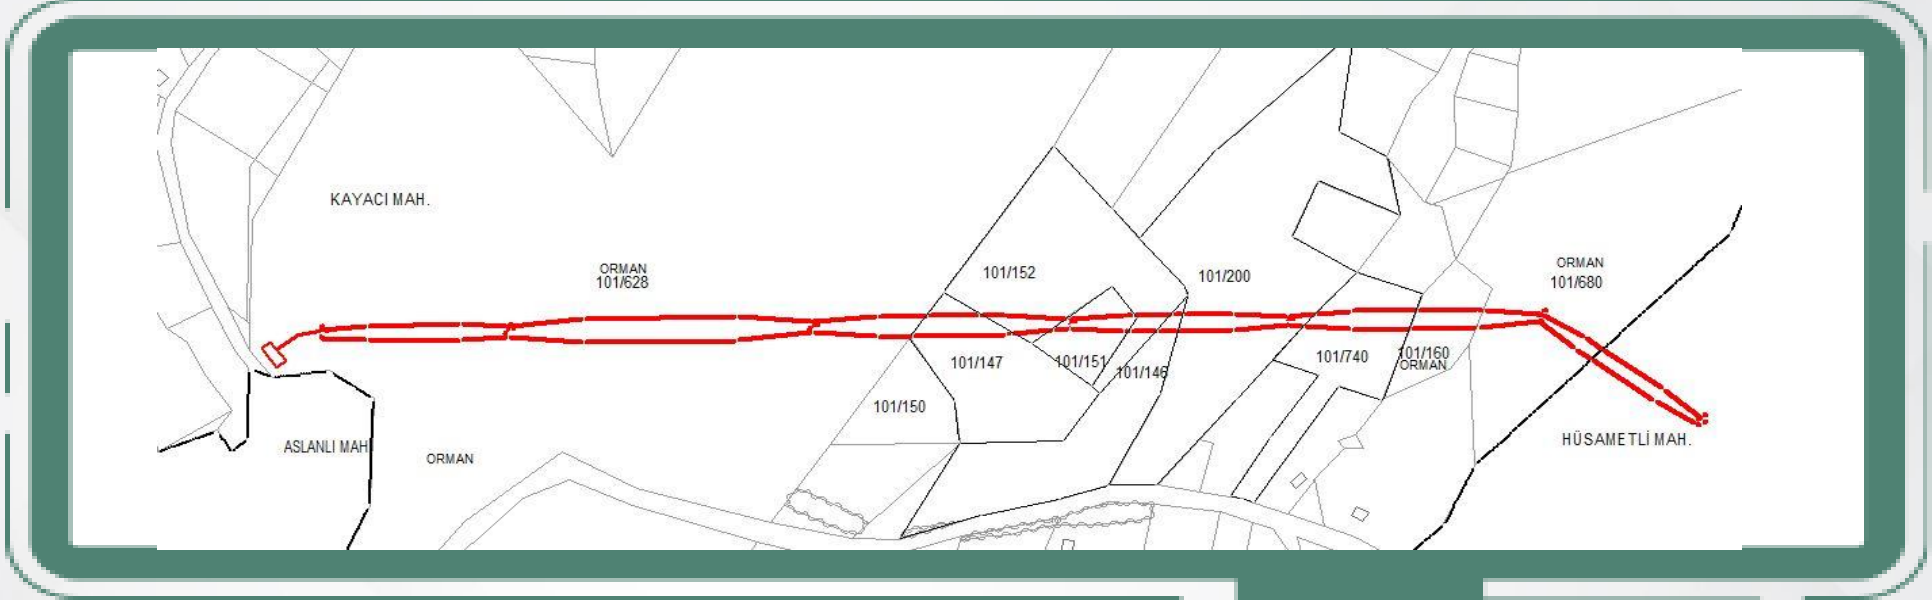 KAYACI MAH.
ORMAN
101/628
101/152
101/200
ORMAN
101/680
101/147
101/151
101/146
101/740
101/160
ORMAN
101/150
ASLANLI MAH
ORMAN
HÜSAMETLİ MAH.